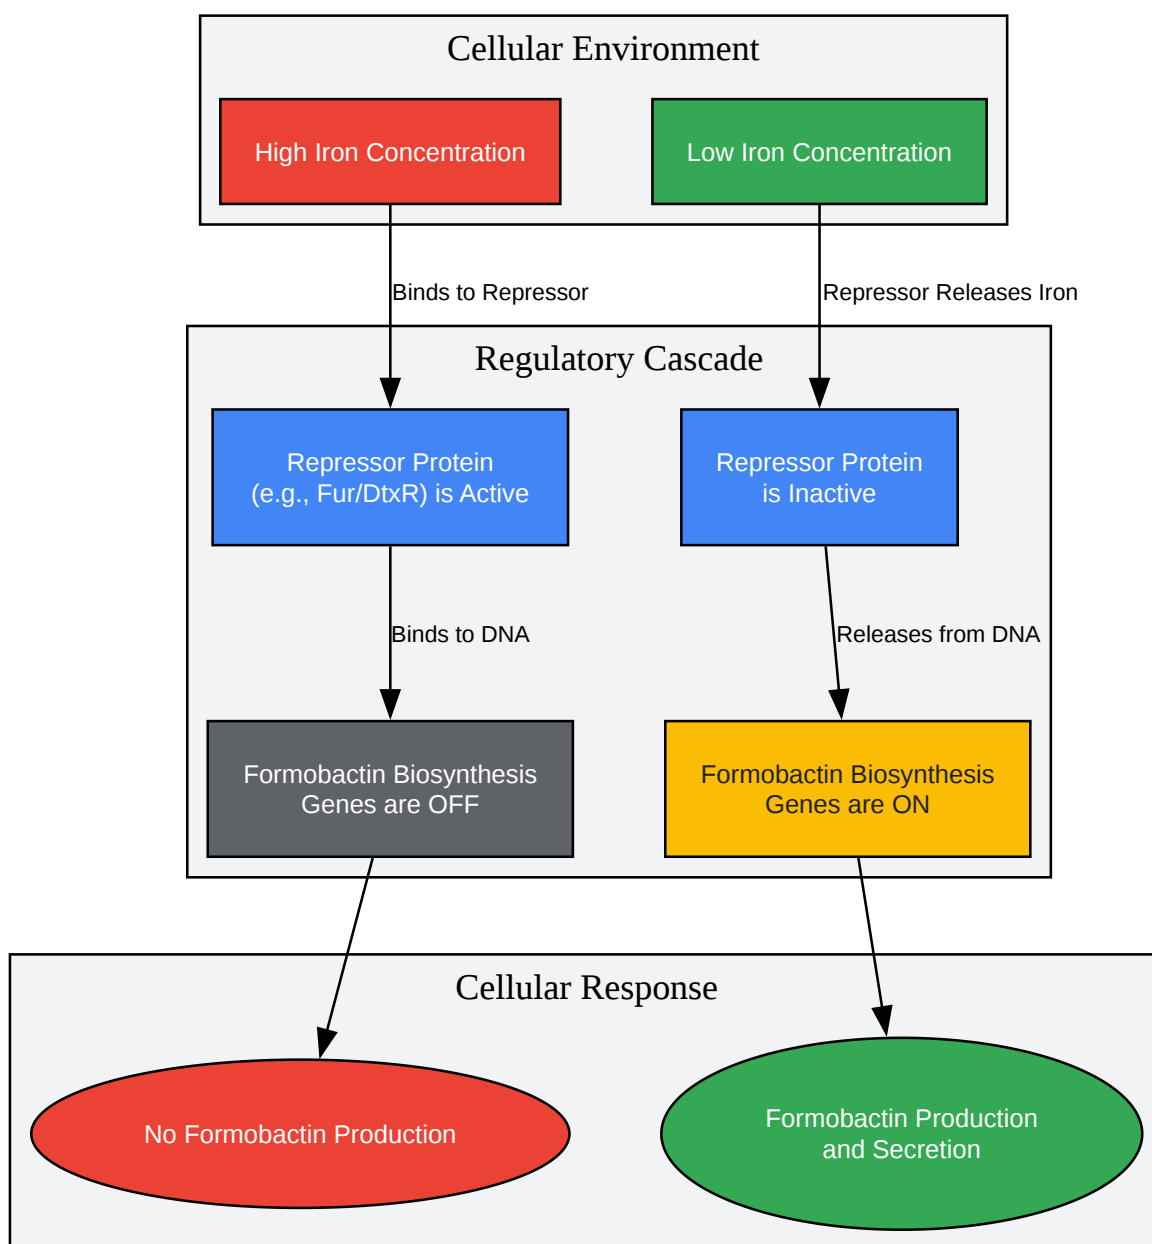 Cellular Environment
High Iron Concentration
Low Iron Concentration
Binds to Repressor
Repressor Releases Iron
Regulatory Cascade
Repressor Protein
(e.g., Fur/DtxR) is Active
Repressor Protein
is Inactive
Binds to DNA
Releases from DNA
Formobactin Biosynthesis
Genes are OFF
Formobactin Biosynthesis
Genes are ON
Cellular Response
No Formobactin Production
Formobactin Production
and Secretion